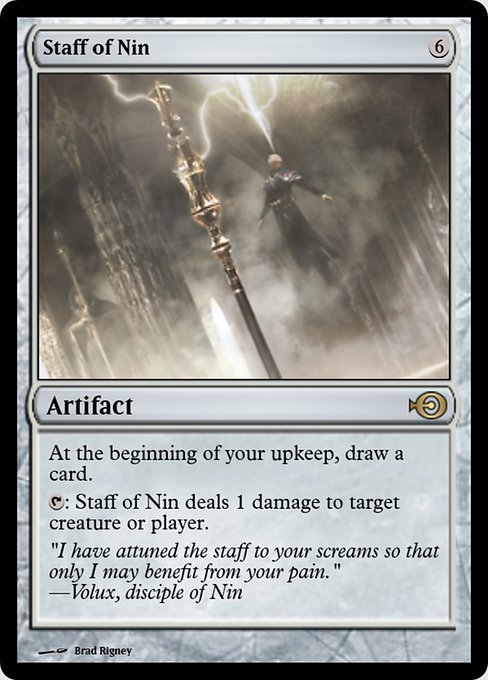 Staff of Nin
6
Artifact
At the beginning of your upkeep, draw a
card.
: Staff of Nin deals 1 damage to target
creature or player.
"I have attuned the staff to your screams so that
only I may benefit from your pain."
—Volux, disciple of Nin
Brad Rigney